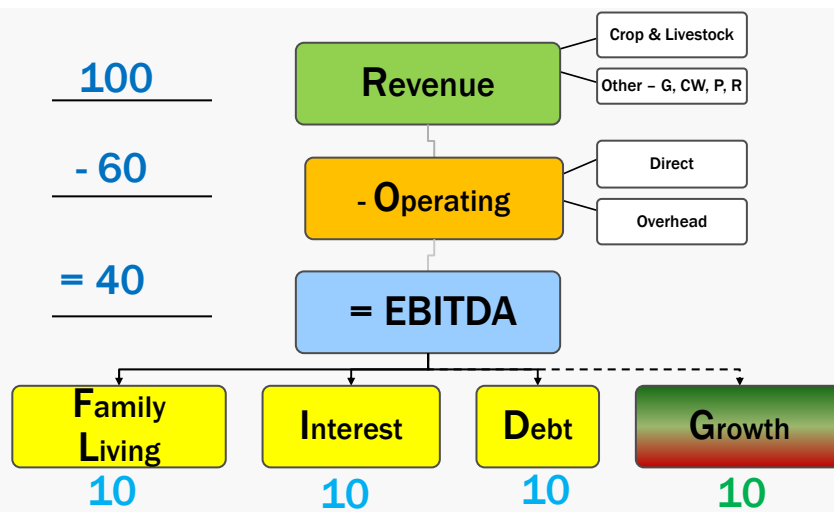 Crop & Livestock
100
Revenue
Other – G, CW, P, R
- 60
- Operating
Direct
Overhead
= 40
= EBITDA
Family
Living
Interest
Debt
Growth
10
10
10
10